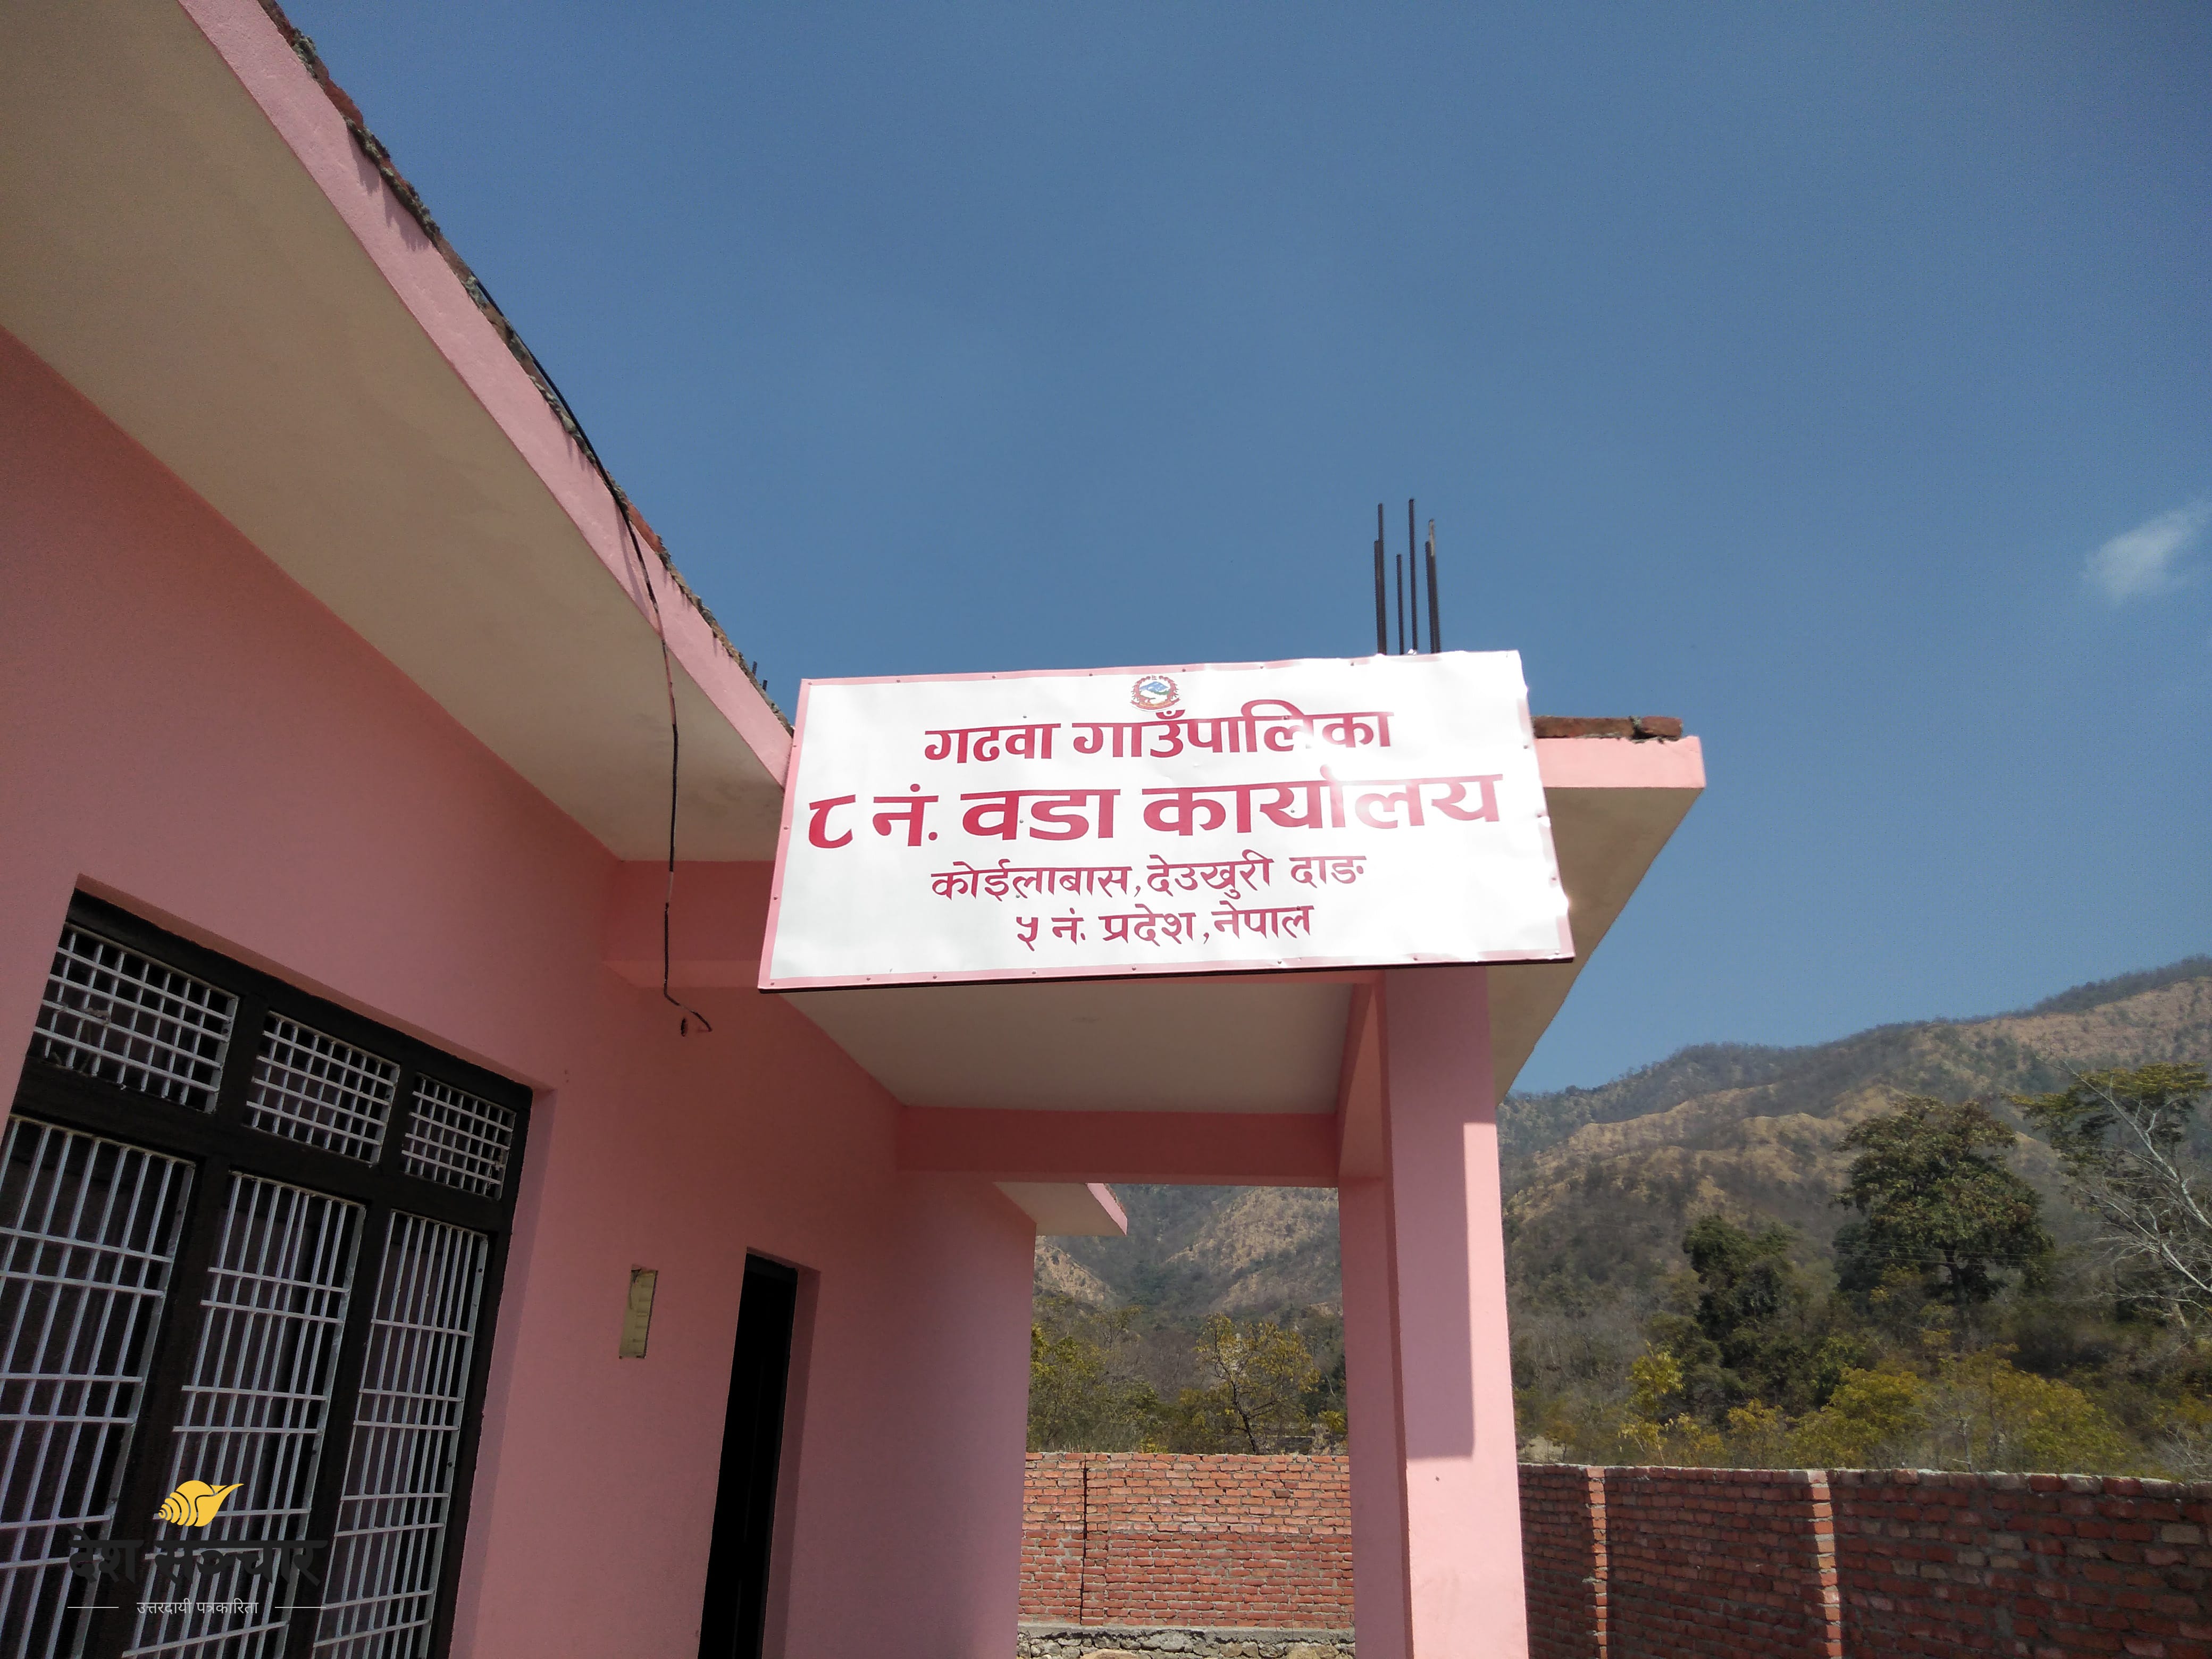 गढवा गाउँपालिका
८ नं. वडा कार्यालय
कोईलाबास, देउखुरी दाङ
५ नं. प्रदेश, नेपाल
देश सञ्चार
उत्तरदायी पत्रकारिता